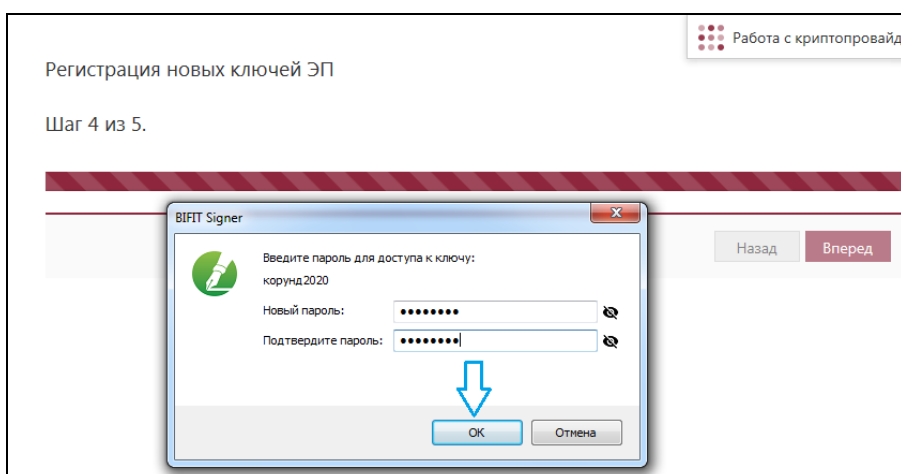 Работа с криптопровайд
Регистрация новых ключей ЭП
Шаг 4 из 5.
BIFIT Signer
Введите пароль для доступа к ключу:
корунд2020
Новый пароль: ••••••••
Подтвердите пароль: ••••••••
Назад Вперед
OK Отмена